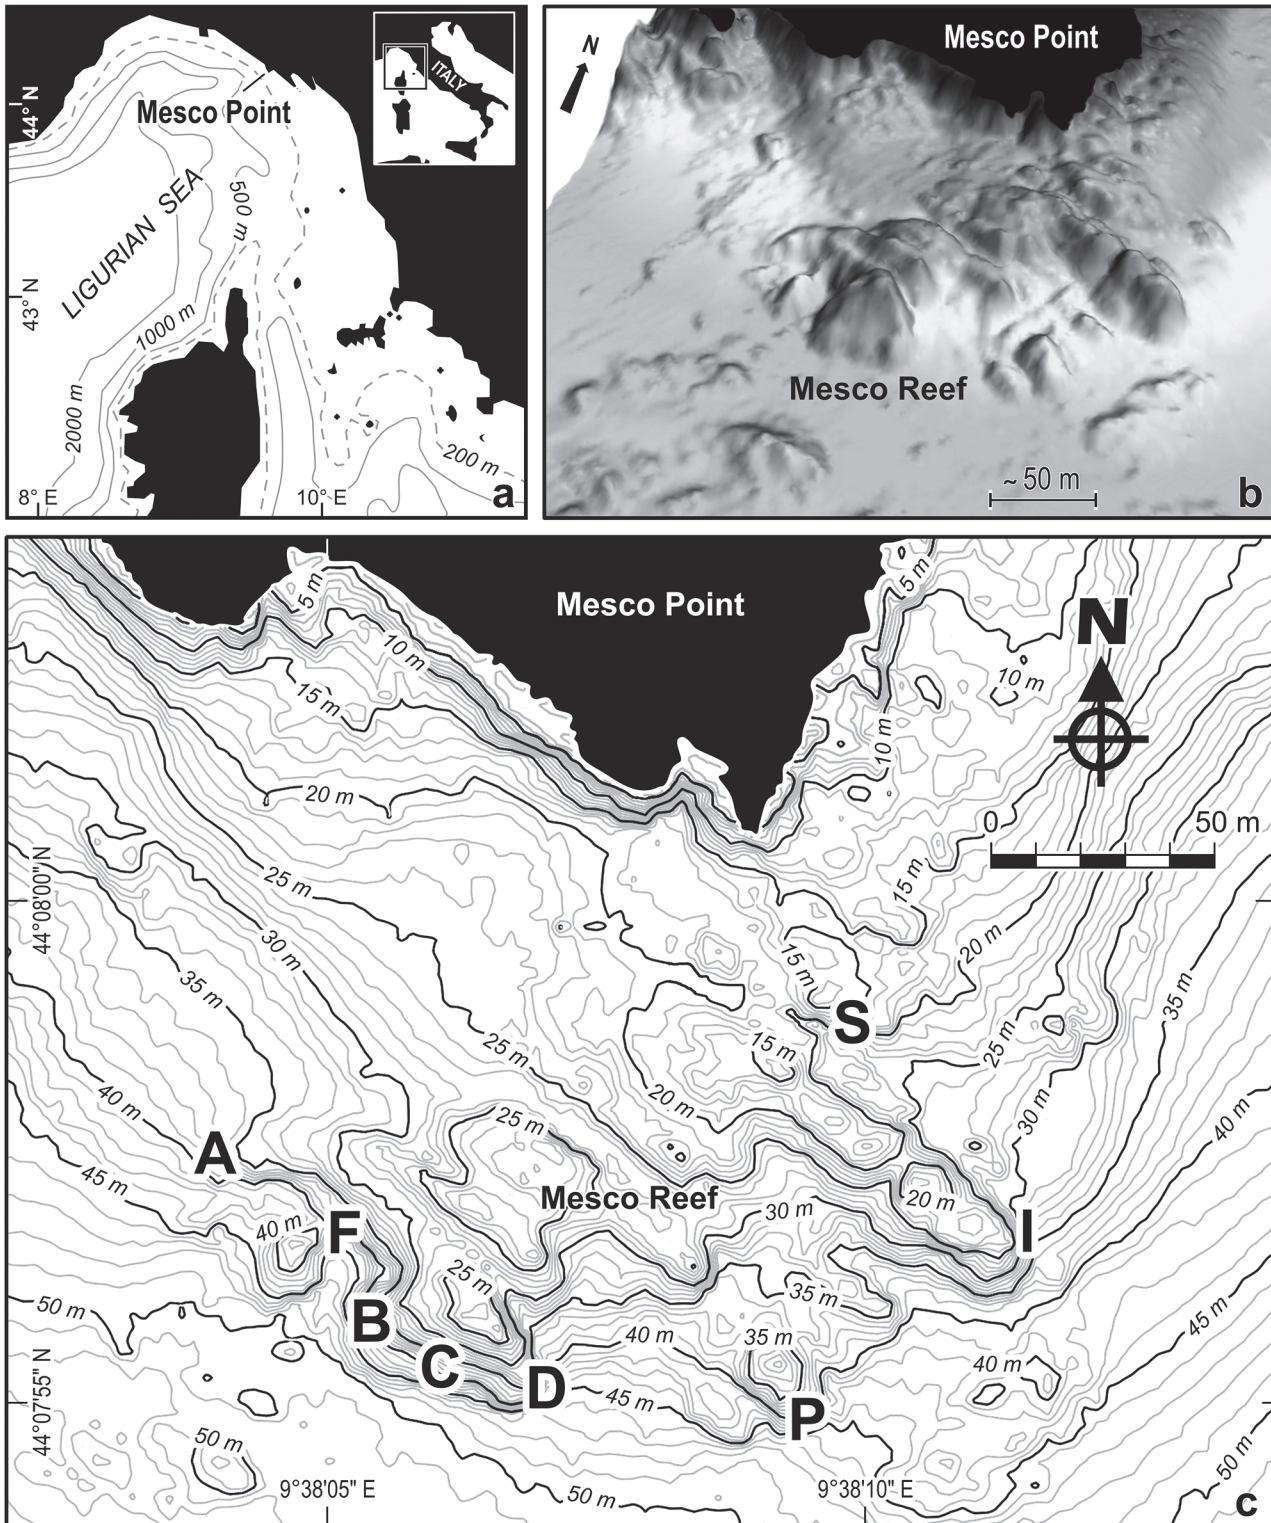 ITALY
44° N
Mesco Point
LIGURIAN SEA
500 m
43° N
1000 m
2000 m
200 m
8° E
10° E
a
N
Mesco Point
Mesco Reef
~ 50 m
b
5 m
5 m
Mesco Point
N
10 m
10 m
15 m
10 m
20 m
0
50 m
25 m
15 m
44°08'00" N
30 m
20 m
15 m
35 m
35 m
S
25 m
25 m
15 m
40 m
20 m
30 m
40 m
25 m
A
45 m
Mesco Reef
20 m
30 m
40 m
F
I
25 m
35 m
50 m
45 m
B
40 m
35 m
C
40 m
D
45 m
44°07'55" N
P
50 m
50 m
9°38'05" E
9°38'10" E
50 m
c